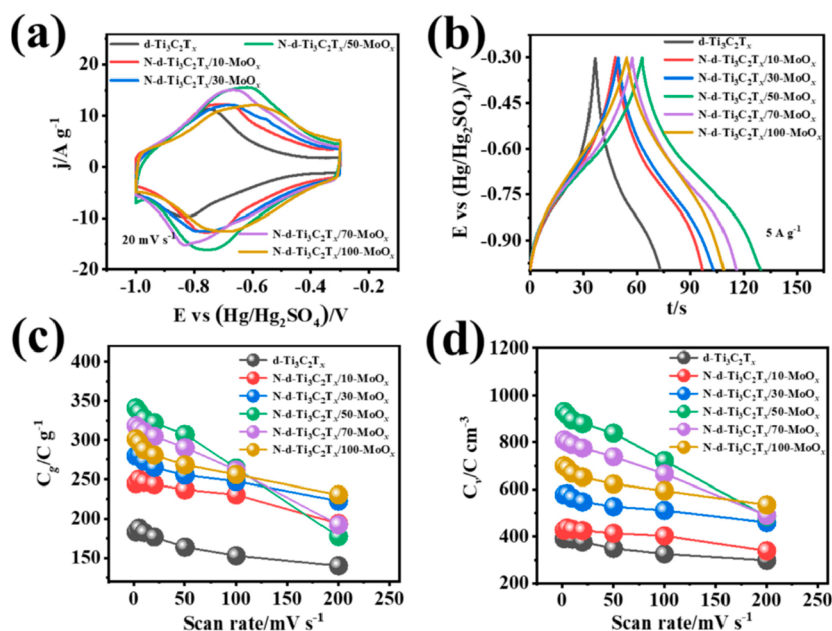 (a)
d-Ti₃C₂Tₓ
N-d-Ti₃C₂Tₓ/50-MoOₓ
N-d-Ti₃C₂Tₓ/10-MoOₓ
N-d-Ti₃C₂Tₓ/30-MoOₓ
20
15
10
5
0
-5
-10
-15
-20
j/A g⁻¹
20 mV s⁻¹
N-d-Ti₃C₂Tₓ/70-MoOₓ
N-d-Ti₃C₂Tₓ/100-MoOₓ
-1.0 -0.8 -0.6 -0.4 -0.2
E vs (Hg/Hg₂SO₄)/V
(b)
d-Ti₃C₂Tₓ
N-d-Ti₃C₂Tₓ/10-MoOₓ
N-d-Ti₃C₂Tₓ/30-MoOₓ
N-d-Ti₃C₂Tₓ/50-MoOₓ
N-d-Ti₃C₂Tₓ/70-MoOₓ
N-d-Ti₃C₂Tₓ/100-MoOₓ
-0.30
-0.45
-0.60
-0.75
-0.90
E vs (Hg/Hg₂SO₄)/V
5 A g⁻¹
0 30 60 90 120 150
t/s
(c)
d-Ti₃C₂Tₓ
N-d-Ti₃C₂Tₓ/10-MoOₓ
N-d-Ti₃C₂Tₓ/30-MoOₓ
N-d-Ti₃C₂Tₓ/50-MoOₓ
N-d-Ti₃C₂Tₓ/70-MoOₓ
N-d-Ti₃C₂Tₓ/100-MoOₓ
400
350
300
250
200
150
C_g/C g⁻¹
0 50 100 150 200 250
Scan rate/mV s⁻¹
(d)
d-Ti₃C₂Tₓ
N-d-Ti₃C₂Tₓ/10-MoOₓ
N-d-Ti₃C₂Tₓ/30-MoOₓ
N-d-Ti₃C₂Tₓ/50-MoOₓ
N-d-Ti₃C₂Tₓ/70-MoOₓ
N-d-Ti₃C₂Tₓ/100-MoOₓ
1200
1000
800
600
400
200
C_v/C cm⁻³
0 50 100 150 200 250
Scan rate/mV s⁻¹